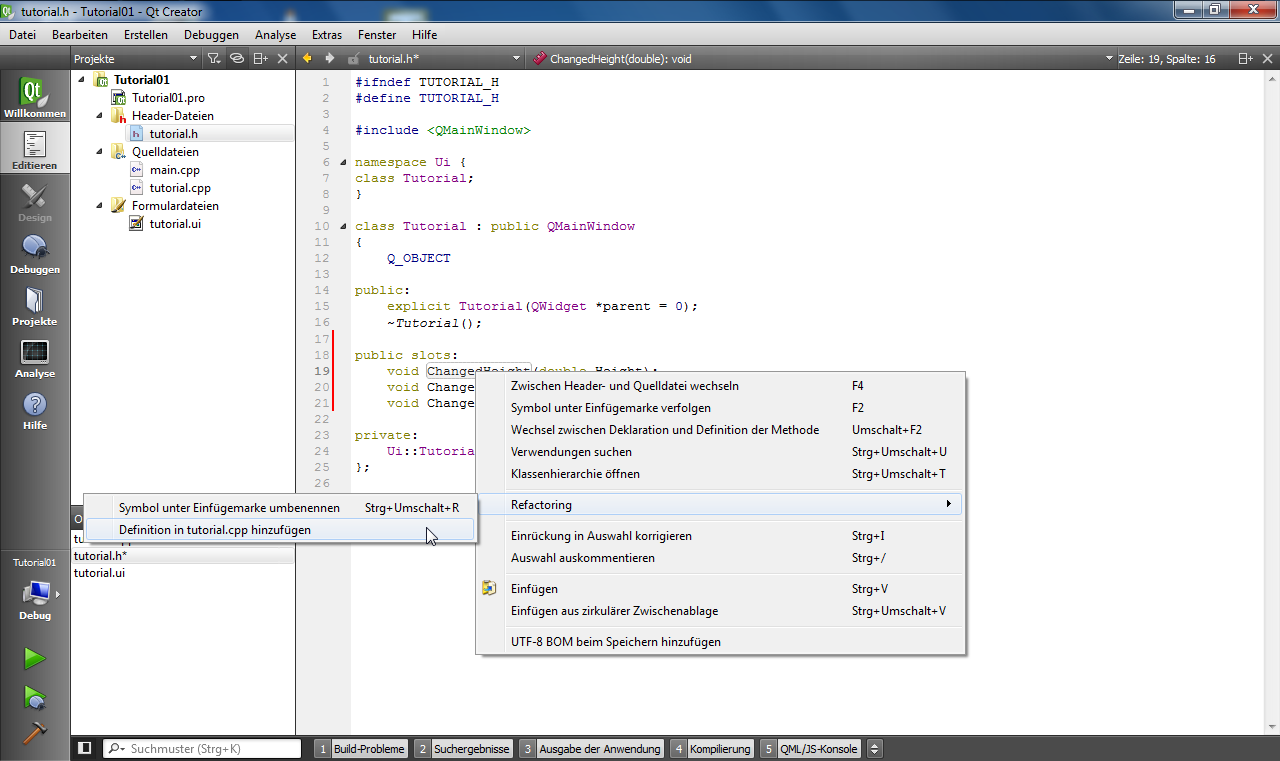 tutorial.h - Tutorial01 - Qt Creator
Datei Bearbeiten Erstellen Debuggen Analyse Extras Fenster Hilfe
Projekte
tutorial.h*
ChangedHeight(double): void
Zeile: 19, Spalte: 16
Willkommen
Editieren
Design
Debuggen
Projekte
Analyse
Hilfe
Tutorial01
Debug
Tutorial01
Tutorial01.pro
Header-Dateien
tutorial.h
Quelldateien
main.cpp
tutorial.cpp
Formulardateien
tutorial.ui
1 #ifndef TUTORIAL_H
2 #define TUTORIAL_H
3
4 #include <QMainWindow>
5
6 namespace Ui {
7 class Tutorial;
8 }
9
10 class Tutorial : public QMainWindow
11 {
12 Q_OBJECT
13
14 public:
15 explicit Tutorial(QWidget *parent = 0);
16 ~Tutorial();
17
18 public slots:
19 void ChangedHeight(double Height);
20 void Change
21 void Change
22
23 private:
24 Ui::Tutoria
25 };
26
Zwischen Header- und Quelldatei wechseln F4
Symbol unter Einfügemarke verfolgen F2
Wechsel zwischen Deklaration und Definition der Methode Umschalt+F2
Verwendungen suchen Strg+Umschalt+U
Klassenhierarchie öffnen Strg+Umschalt+T
Refactoring
Einrückung in Auswahl korrigieren Strg+I
Auswahl auskommentieren Strg+/
Einfügen Strg+V
Einfügen aus zirkulärer Zwischenablage Strg+Umschalt+V
UTF-8 BOM beim Speichern hinzufügen
Symbol unter Einfügemarke umbenennen Strg+Umschalt+R
Definition in tutorial.cpp hinzufügen
tutorial.h*
tutorial.ui
Suchmuster (Strg+K)
1 Build-Probleme 2 Suchergebnisse 3 Ausgabe der Anwendung 4 Kompilierung 5 QML/JS-Konsole